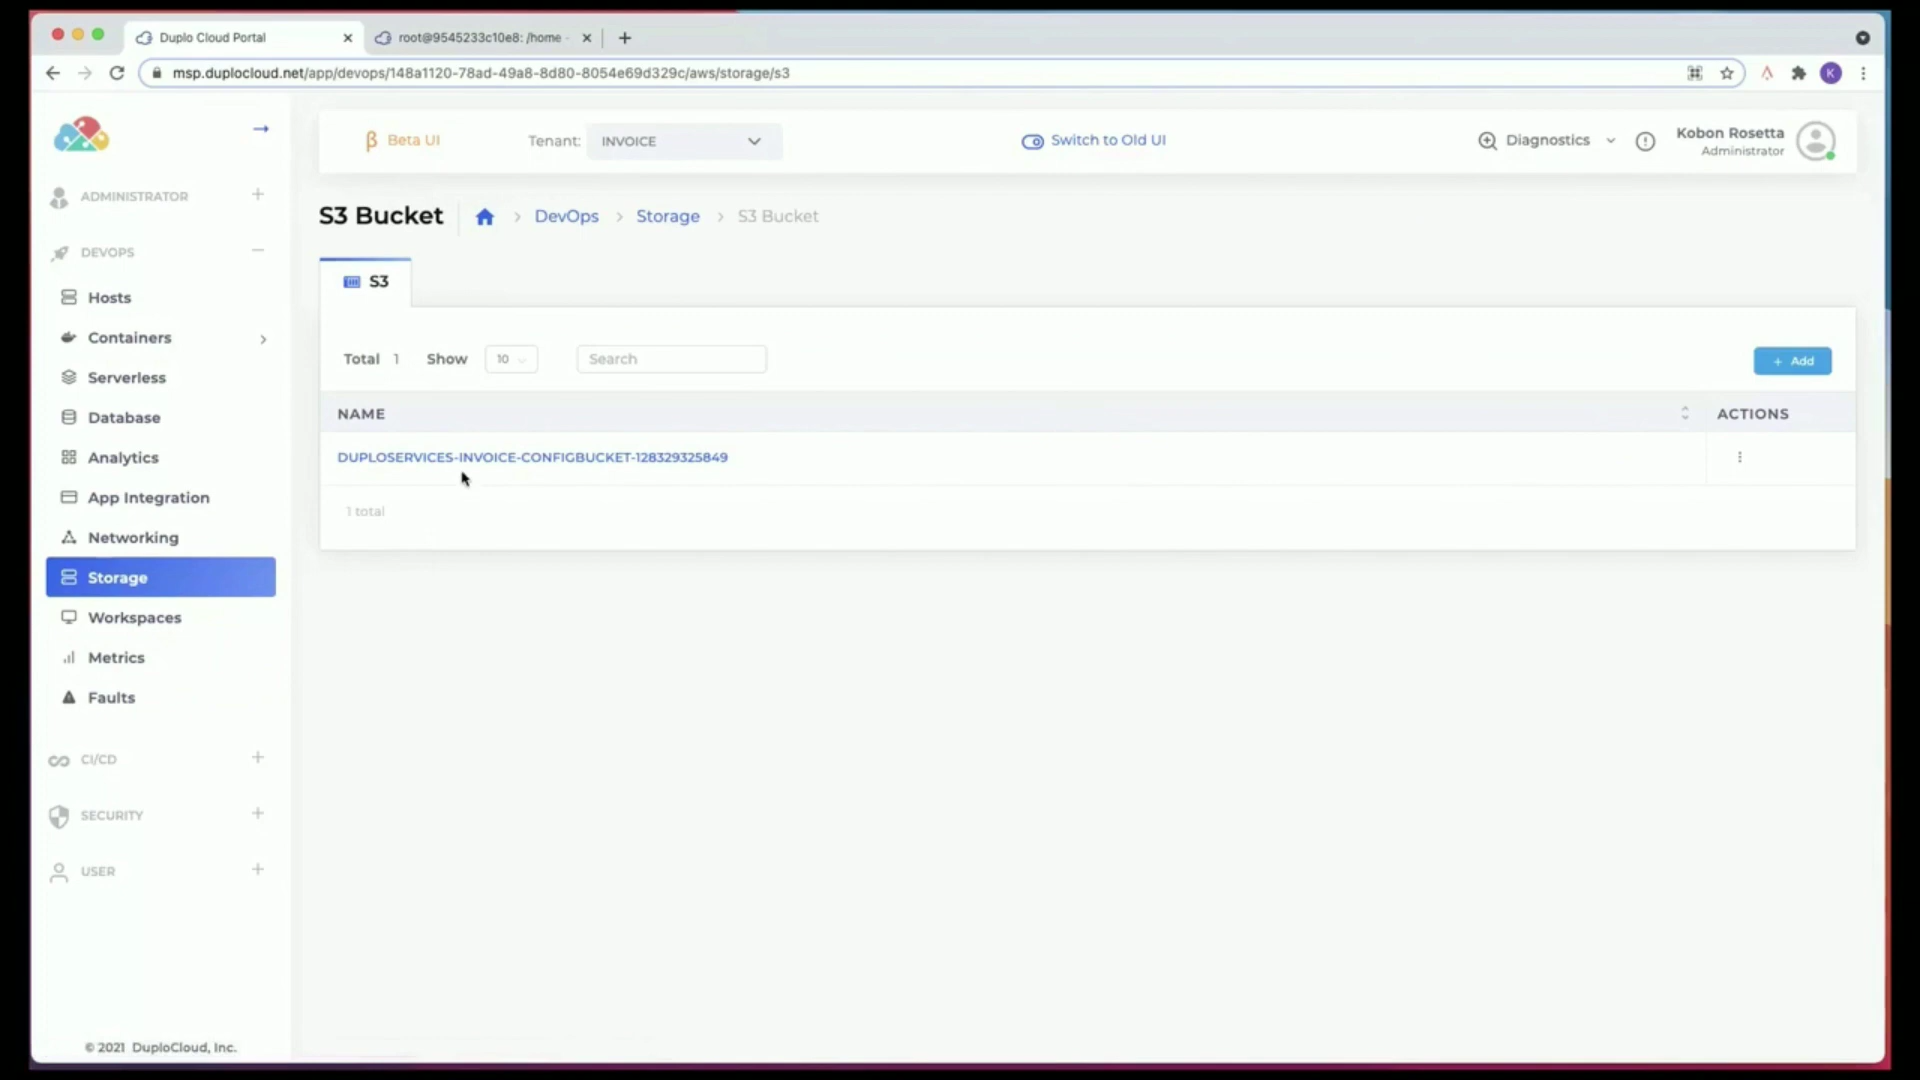 Duplo Cloud Portal
root@9545233c10e8: /home
msp.duplocloud.net/app/devops/148a1120-78ad-49a8-8d80-8054e69d329c/aws/storage/s3
K
β Beta UI
Tenant: INVOICE
Switch to Old UI
Diagnostics
Kobon Rosetta
Administrator
ADMINISTRATOR
DEVOPS
Hosts
Containers
Serverless
Database
Analytics
App Integration
Networking
Storage
Workspaces
Metrics
Faults
CI/CD
SECURITY
USER
© 2021 DuploCloud, Inc.
S3 Bucket
DevOps > Storage > S3 Bucket
S3
Total 1 Show 10 Search
+ Add
NAME ACTIONS
DUPLOSERVICES-INVOICE-CONFIGBUCKET-128329325849
1 total